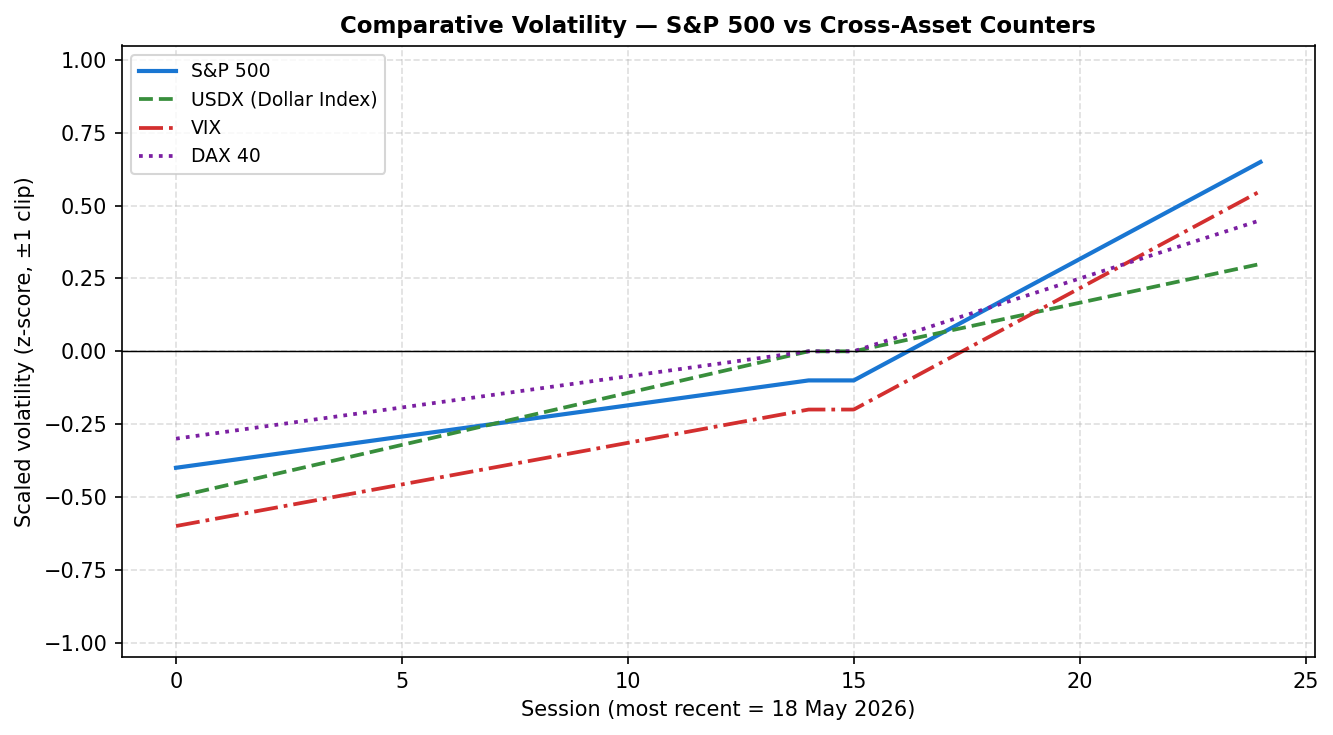 Comparative Volatility — S&P 500 vs Cross-Asset Counters
S&P 500
USDX (Dollar Index)
VIX
DAX 40
Scaled volatility (z-score, ±1 clip)
1.00
0.75
0.50
0.25
0.00
−0.25
−0.50
−0.75
−1.00
0 5 10 15 20 25
Session (most recent = 18 May 2026)